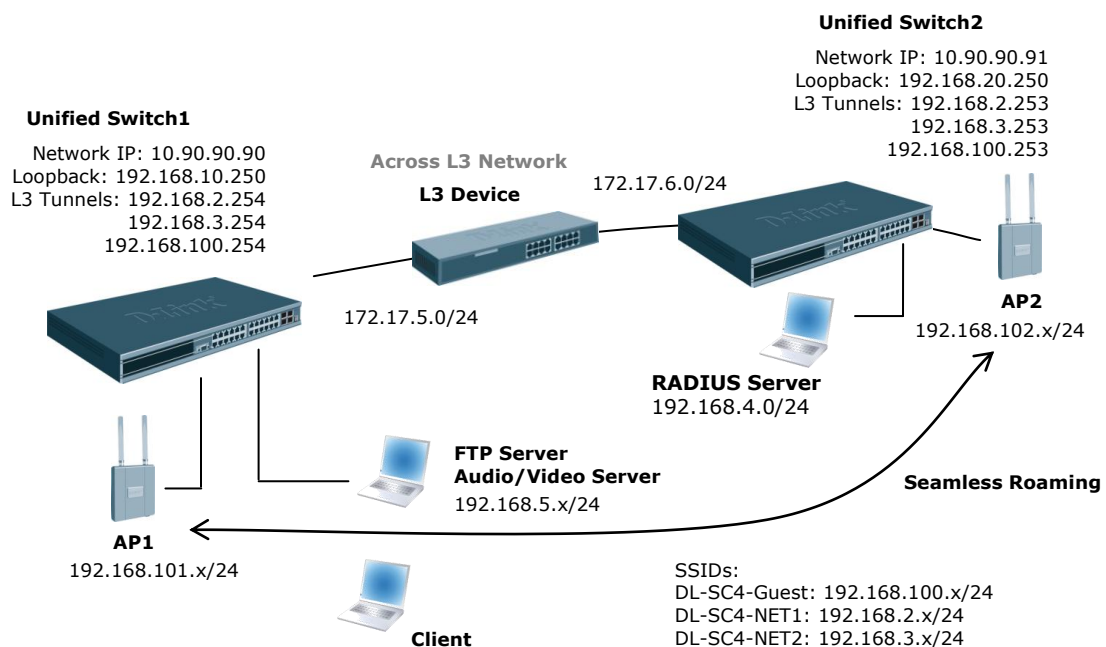 Unified Switch2
Network IP: 10.90.90.91
Loopback: 192.168.20.250
L3 Tunnels: 192.168.2.253
192.168.3.253
192.168.100.253
Unified Switch1
Network IP: 10.90.90.90
Loopback: 192.168.10.250
L3 Tunnels: 192.168.2.254
192.168.3.254
192.168.100.254
Across L3 Network
L3 Device
172.17.6.0/24
D-Link
D-Link
D-Link
172.17.5.0/24
AP2
192.168.102.x/24
RADIUS Server
192.168.4.0/24
FTP Server
Audio/Video Server
192.168.5.x/24
Seamless Roaming
AP1
192.168.101.x/24
Client
SSIDs:
DL-SC4-Guest: 192.168.100.x/24
DL-SC4-NET1: 192.168.2.x/24
DL-SC4-NET2: 192.168.3.x/24